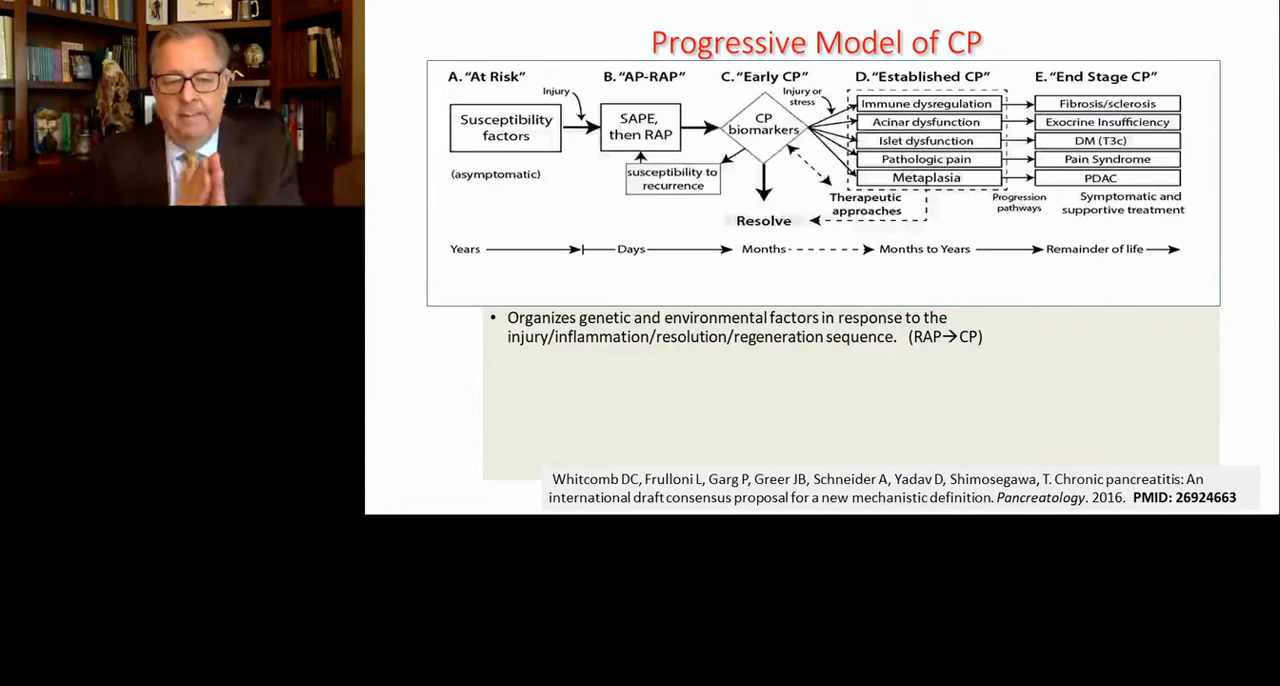 Progressive Model of CP
A. “At Risk”
B. “AP-RAP”
C. “Early CP”
D. “Established CP”
E. “End Stage CP”
Injury
Injury or
stress
Susceptibility
factors
SAPE,
then RAP
CP
biomarkers
Immune dysregulation
Acinar dysfunction
Islet dysfunction
Pathologic pain
Metaplasia
Fibrosis/sclerosis
Exocrine Insufficiency
DM (T3c)
Pain Syndrome
PDAC
(asymptomatic)
susceptibility to
recurrence
Therapeutic
approaches
Progression
pathways
Symptomatic and
supportive treatment
Resolve
Years
Days
Months
Months to Years
Remainder of life
• Organizes genetic and environmental factors in response to the
injury/inflammation/resolution/regeneration sequence. (RAP→CP)
Whitcomb DC, Frulloni L, Garg P, Greer JB, Schneider A, Yadav D, Shimosegawa, T. Chronic pancreatitis: An
international draft consensus proposal for a new mechanistic definition. Pancreatology. 2016. PMID: 26924663